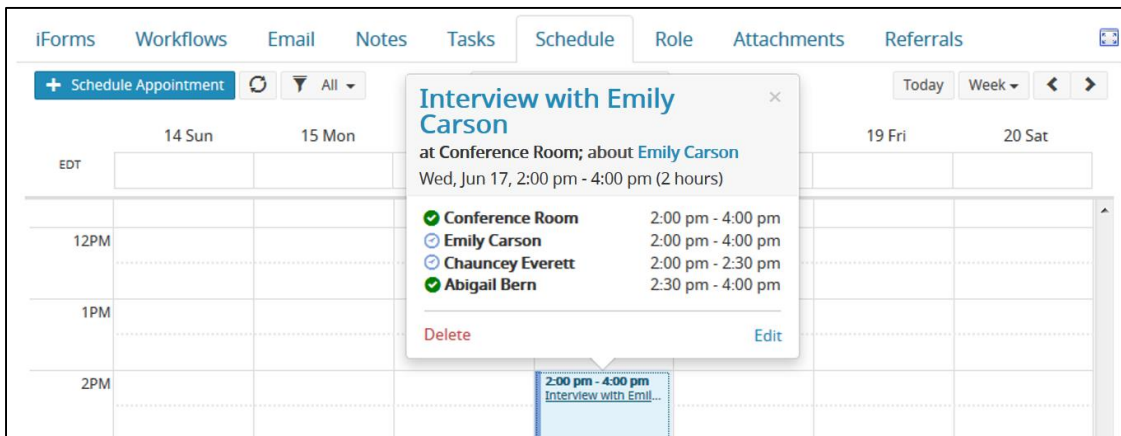 iForms Workflows Email Notes Tasks Schedule Role Attachments Referrals
+ Schedule Appointment All Today Week
Interview with Emily
Carson
×
at Conference Room; about Emily Carson
Wed, Jun 17, 2:00 pm - 4:00 pm (2 hours)
14 Sun 15 Mon 19 Fri 20 Sat
EDT
Conference Room 2:00 pm - 4:00 pm
Emily Carson 2:00 pm - 4:00 pm
Chauncey Everett 2:00 pm - 2:30 pm
Abigail Bern 2:30 pm - 4:00 pm
Delete Edit
12PM
1PM
2PM
2:00 pm - 4:00 pm
Interview with Emil...